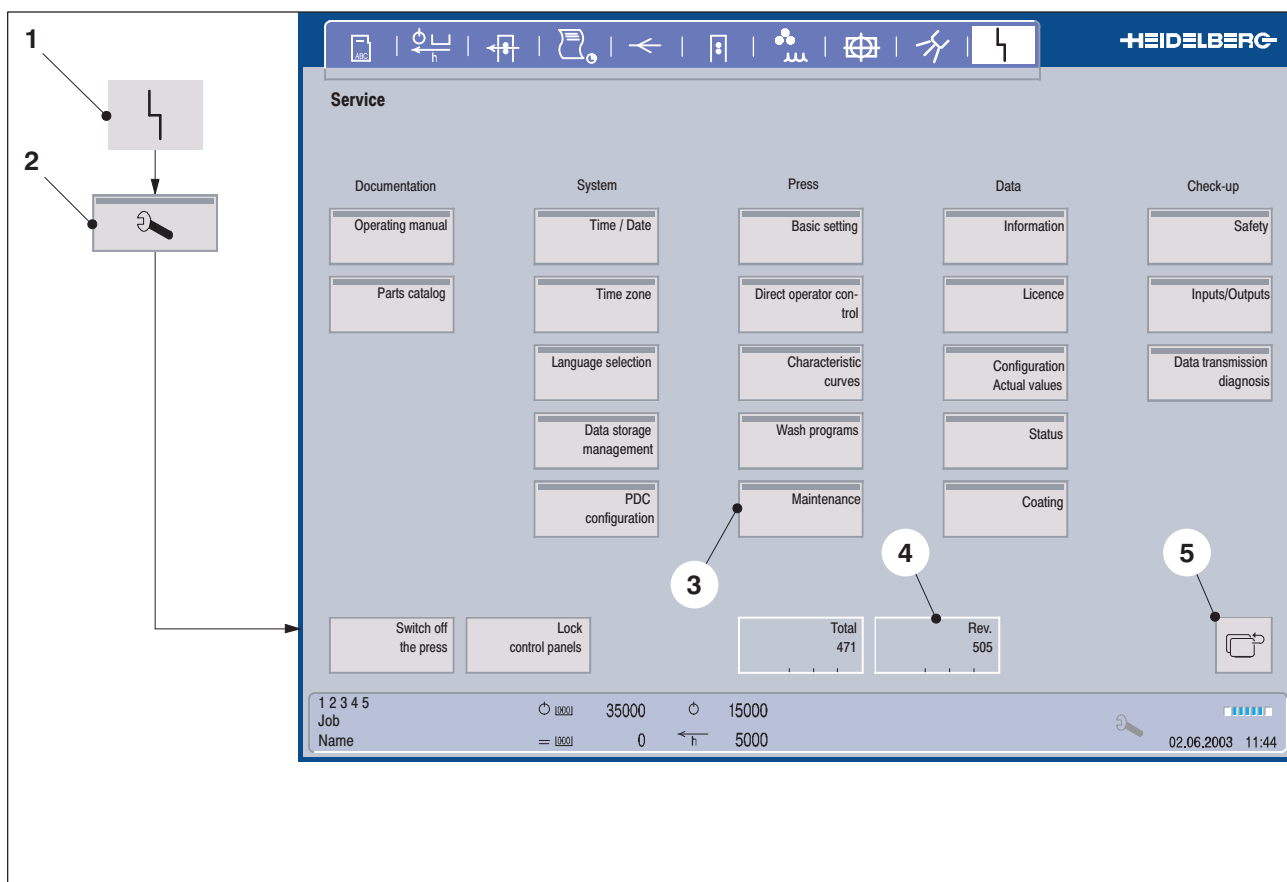 1
2
ABC
h
HEIDELBERG
Service
Documentation
System
Press
Data
Check-up
Operating manual
Time / Date
Basic setting
Information
Safety
Parts catalog
Time zone
Direct operator con-
trol
Licence
Inputs/Outputs
Language selection
Characteristic
curves
Configuration
Actual values
Data transmission
diagnosis
Data storage
management
Wash programs
Status
PDC
configuration
Maintenance
Coating
3
4
5
Switch off
the press
Lock
control panels
Total
471
Rev.
505
1 2 3 4 5
Job
Name
000 35000 15000
= 000 0 h 5000
02.06.2003 11:44